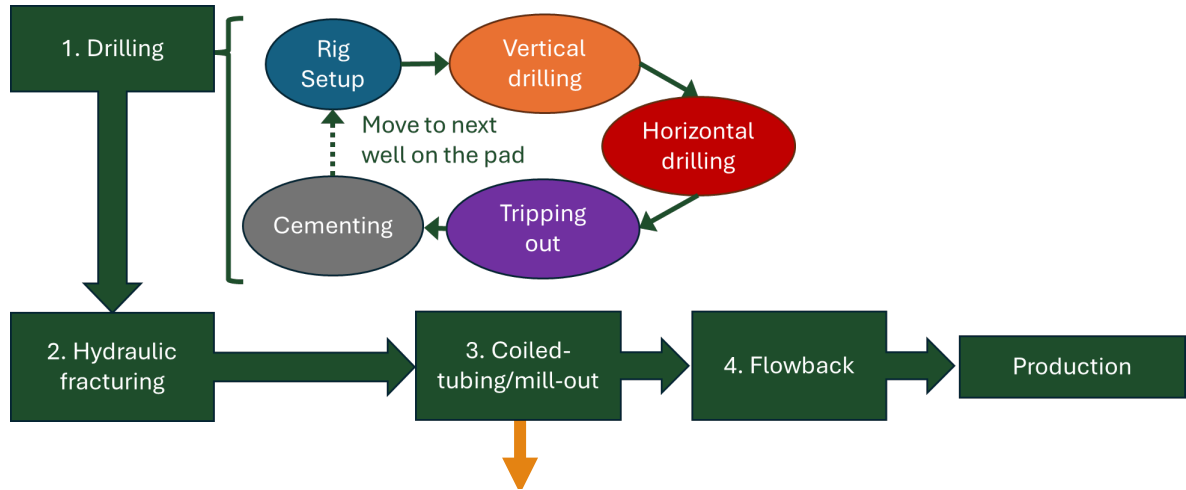 1. Drilling
Rig
Setup
Vertical
drilling
Horizontal
drilling
Move to next
well on the pad
Tripping
out
Cementing
2. Hydraulic
fracturing
3. Coiled-
tubing/mill-out
4. Flowback
Production